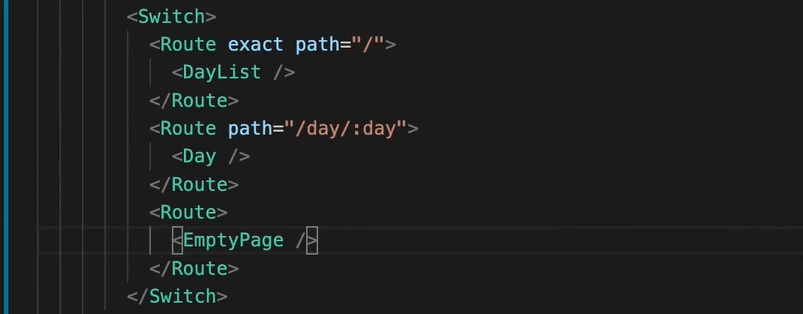 <Switch>
<Route exact path="/">
<DayList />
</Route>
<Route path="/day/:day">
<Day />
</Route>
<Route>
<EmptyPage />
</Route>
</Switch>